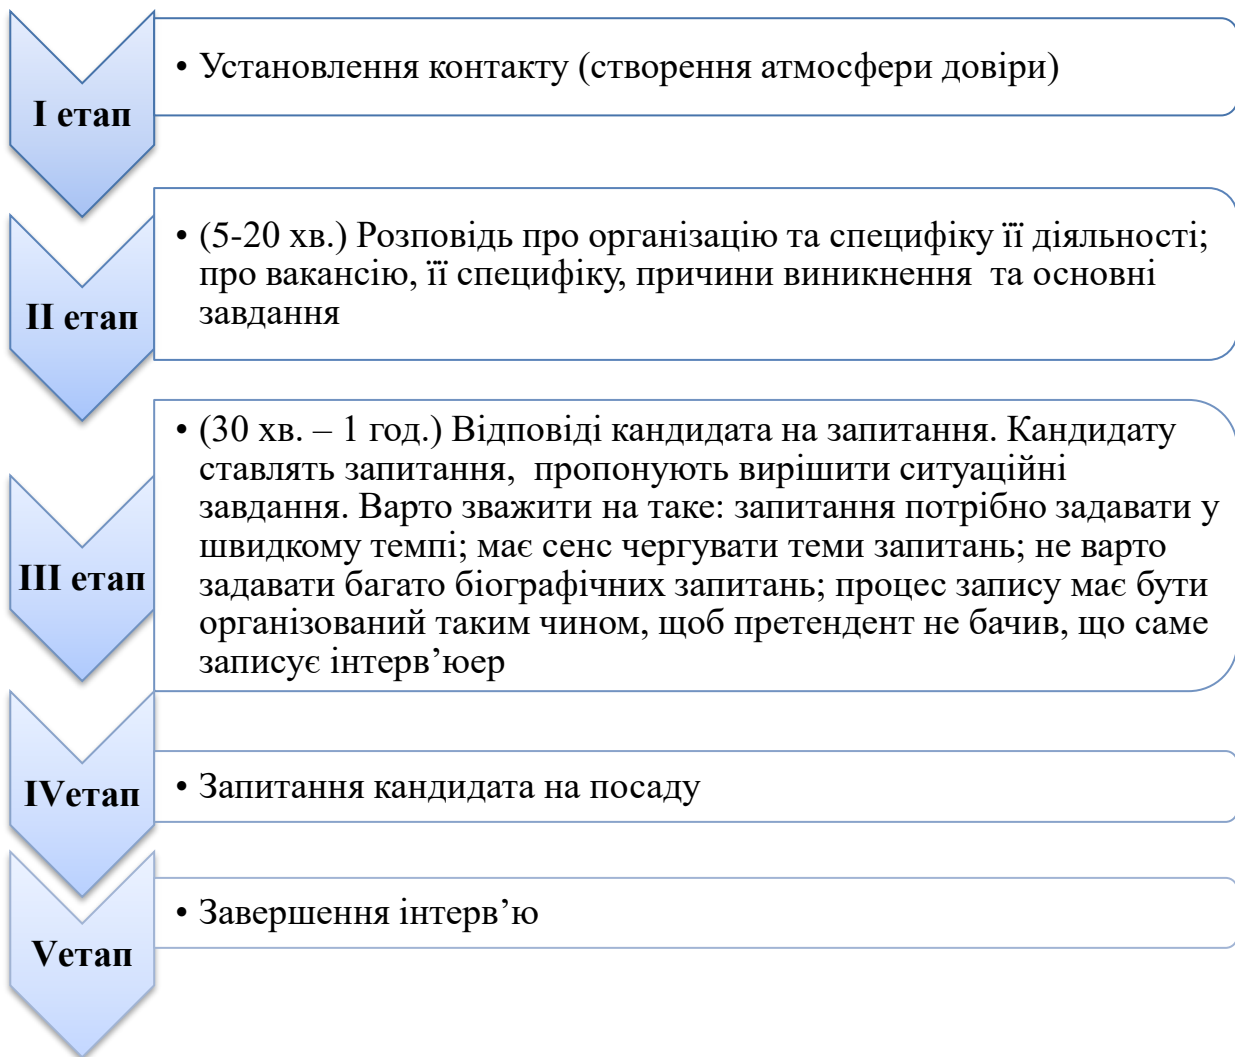 I етап
• Установлення контакту (створення атмосфери довіри)
II етап
• (5-20 хв.) Розповідь про організацію та специфіку її діяльності;
про вакансію, її специфіку, причини виникнення та основні
завдання
III етап
• (30 хв. – 1 год.) Відповіді кандидата на запитання. Кандидату
ставлять запитання, пропонують вирішити ситуаційні
завдання. Варто зважити на таке: запитання потрібно задавати у
швидкому темпі; має сенс чергувати теми запитань; не варто
задавати багато біографічних запитань; процес запису має бути
організований таким чином, щоб претендент не бачив, що саме
записує інтерв’юер
IVетап
• Запитання кандидата на посаду
Vетап
• Завершення інтерв’ю